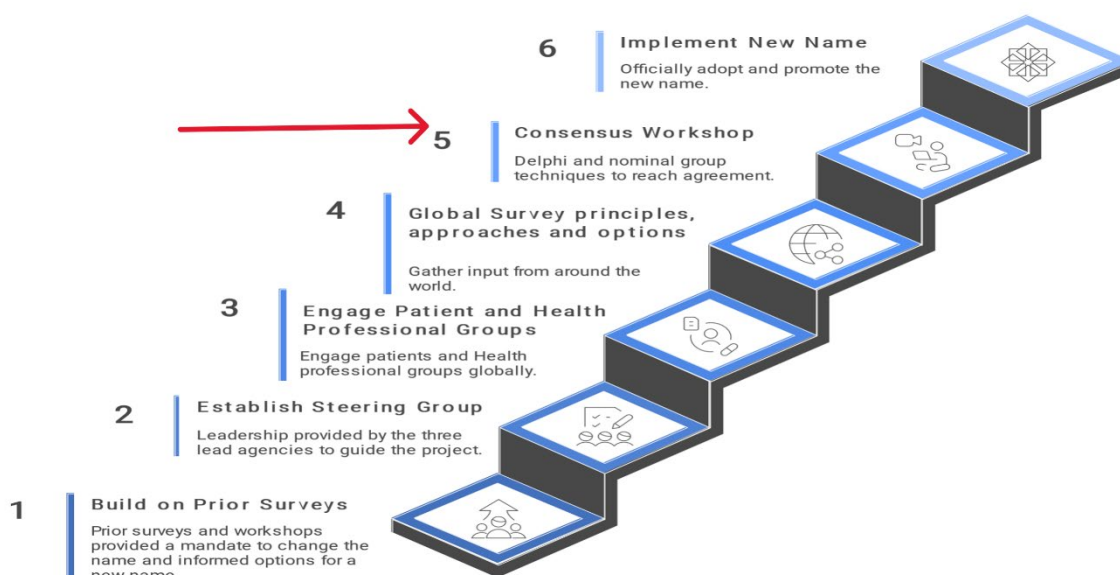 6
Implement New Name
Officially adopt and promote the
new name.
5
Consensus Workshop
Delphi and nominal group
techniques to reach agreement.
4
Global Survey principles,
approaches and options
Gather input from around the
world.
3
Engage Patient and Health
Professional Groups
Engage patients and Health
professional groups globally.
2
Establish Steering Group
Leadership provided by the three
lead agencies to guide the project.
1
Build on Prior Surveys
Prior surveys and workshops
provided a mandate to change the
name and informed options for a
new name